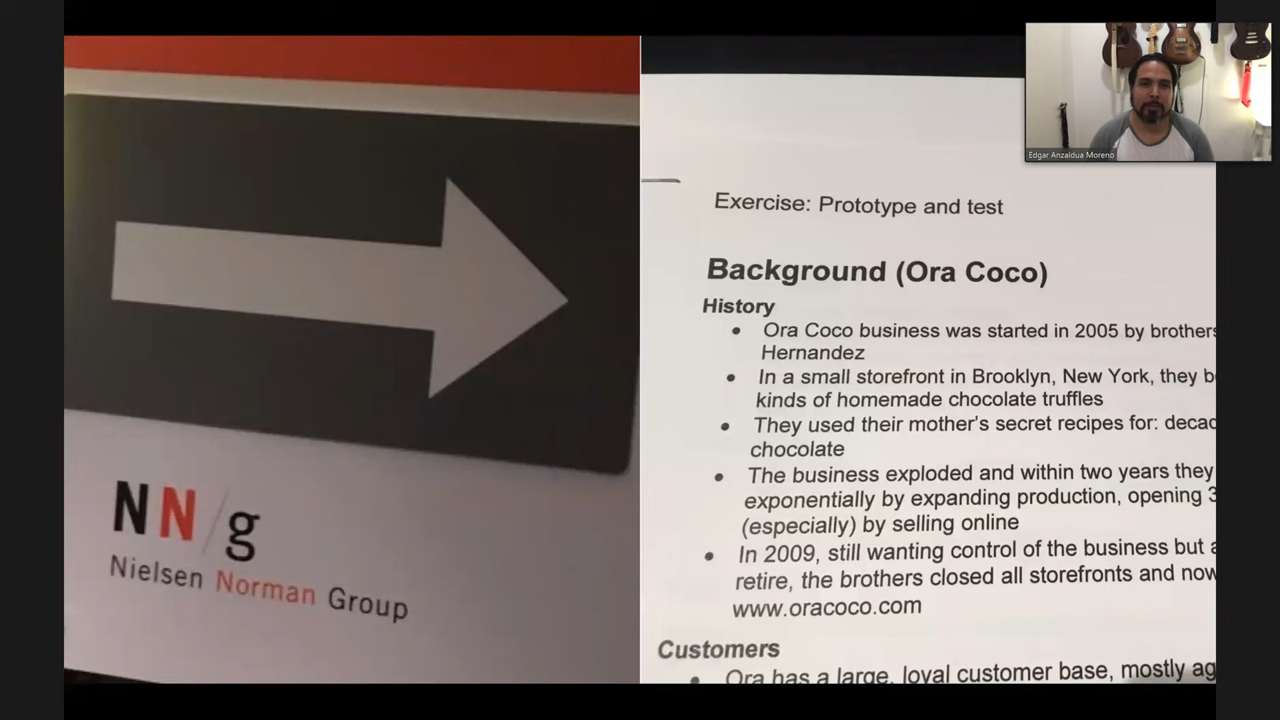 NN/g
Nielsen Norman Group
Exercise: Prototype and test
Background (Ora Coco)
History
• Ora Coco business was started in 2005 by brothers
Hernandez
• In a small storefront in Brooklyn, New York, they
kinds of homemade chocolate truffles
• They used their mother's secret recipes for:
chocolate
• The business exploded and within two years they
exponentially by expanding production, opening
(especially) by selling online
• In 2009, still wanting control of the business but
retire, the brothers closed all storefronts and now
www.oracoco.com
Customers
• Ora has a large, loyal customer base, mostly
Edgar Anzaldua Moreno